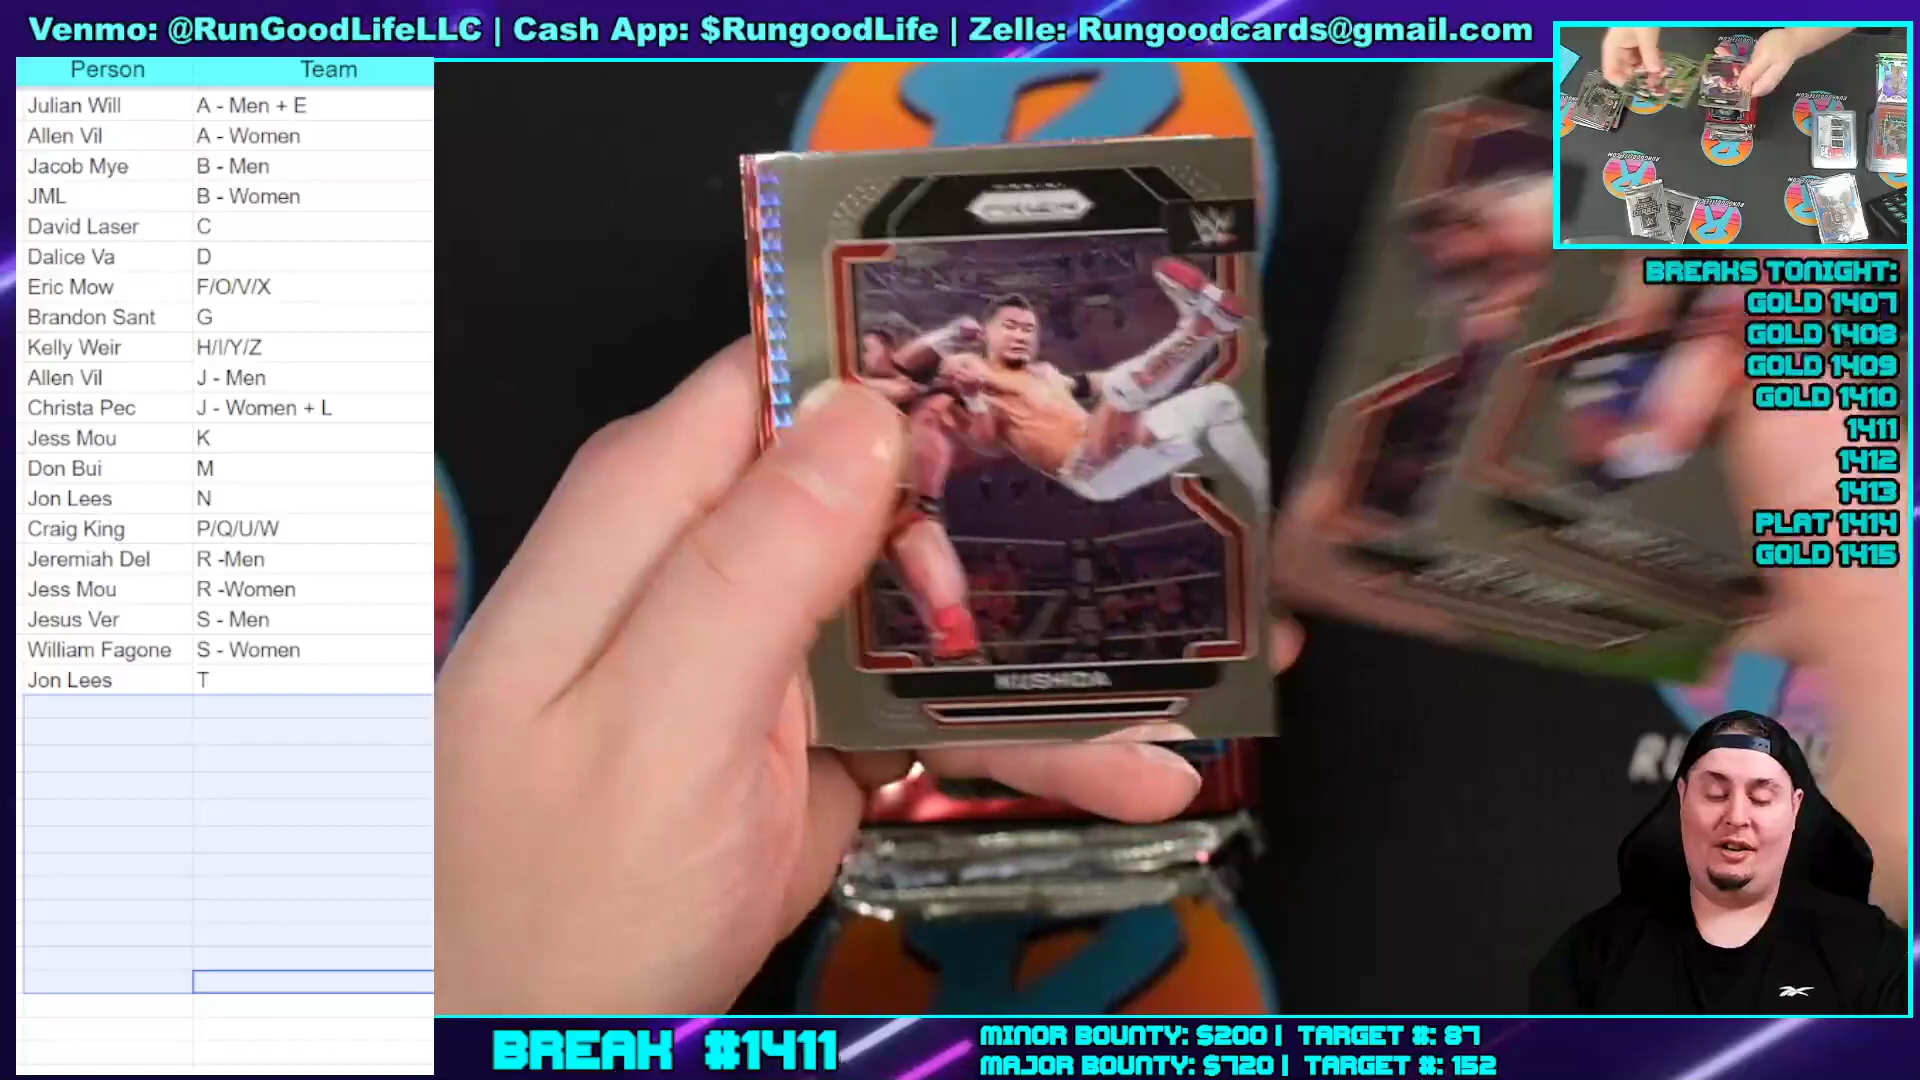 Venmo: @RunGoodLifeLLC | Cash App: $RungoodLife | Zelle: Rungoodcards@gmail.com
Person Team
Julian Will A - Men + E
Allen Vil A - Women
Jacob Mye B - Men
JML B - Women
David Laser C
Dalice Va D
Eric Mow F/O/V/X
Brandon Sant G
Kelly Weir H/I/Y/Z
Allen Vil J - Men
Christa Pec J - Women + L
Jess Mou K
Don Bui M
Jon Lees N
Craig King P/Q/U/W
Jeremiah Del R -Men
Jess Mou R -Women
Jesus Ver S - Men
William Fagone S - Women
Jon Lees T
PRIZM
W
KUSHIDA
BREAKS TONIGHT:
GOLD 1407
GOLD 1408
GOLD 1409
GOLD 1410
1411
1412
1413
PLAT 1414
GOLD 1415
BREAK #1411
MINOR BOUNTY: $200 | TARGET #: 87
MAJOR BOUNTY: $720 | TARGET #: 152